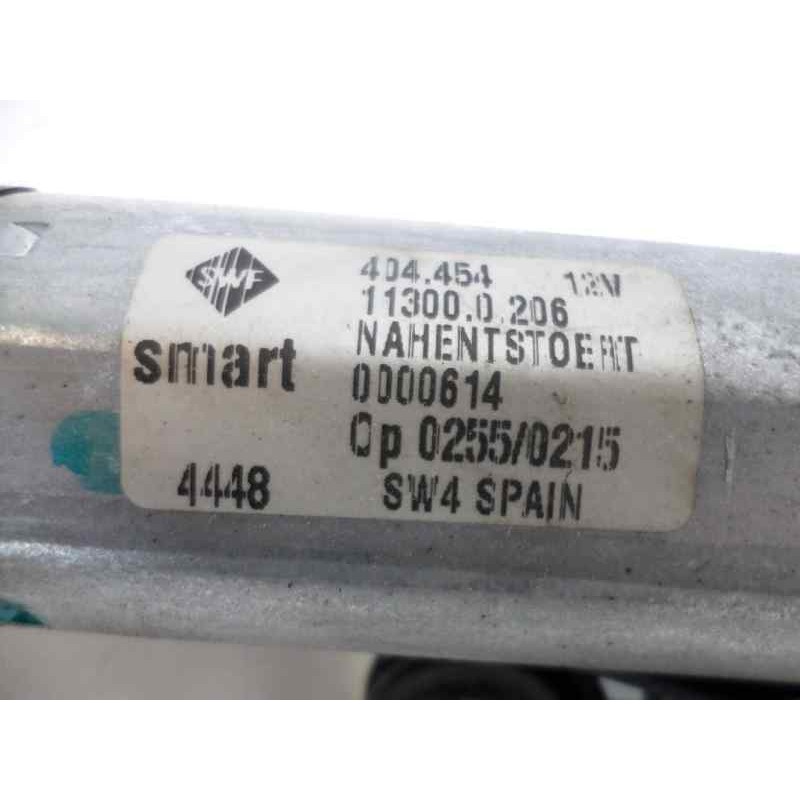 SWF
404.454 12V
11300.0.206
NAHENTSTOERT
smart
0000614
Op 0255/0215
4448 SW4 SPAIN